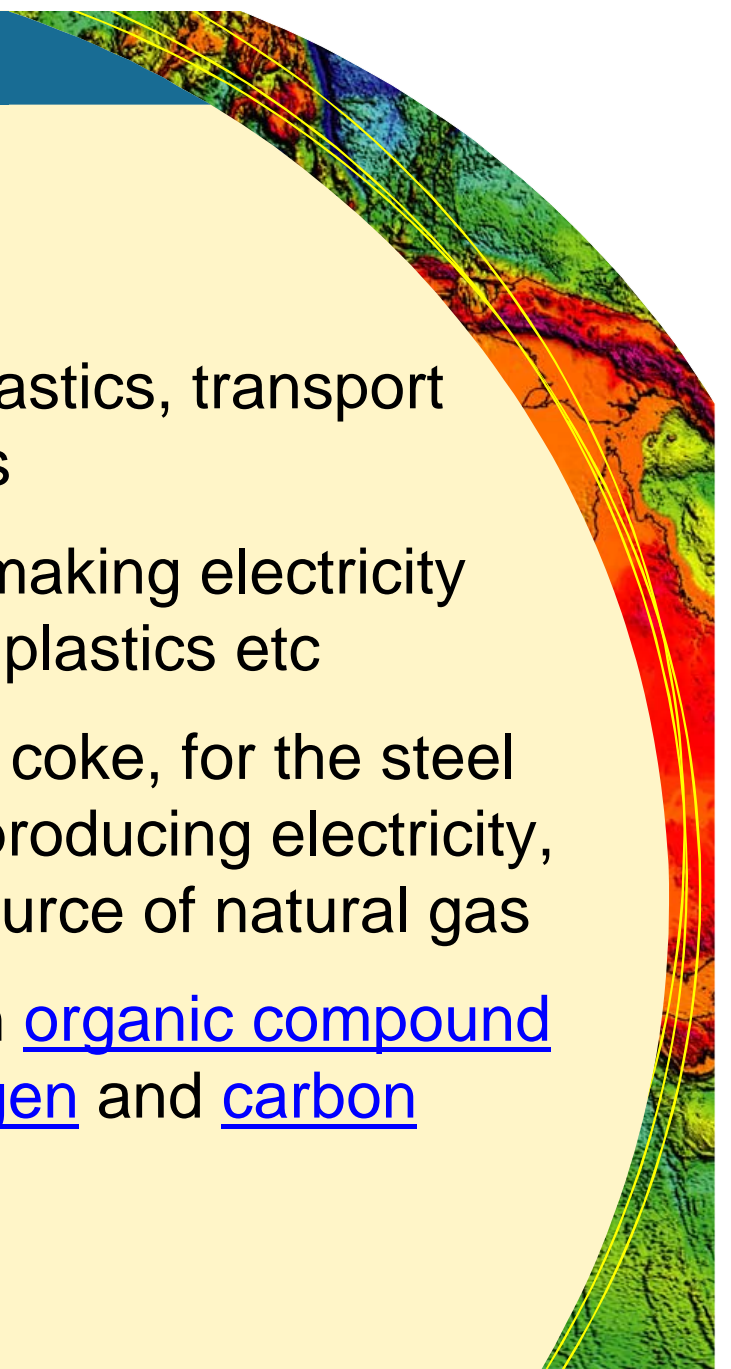 astics, transport
s
making electricity
plastics etc
coke, for the steel
producing electricity,
urce of natural gas
n organic compound
gen and carbon